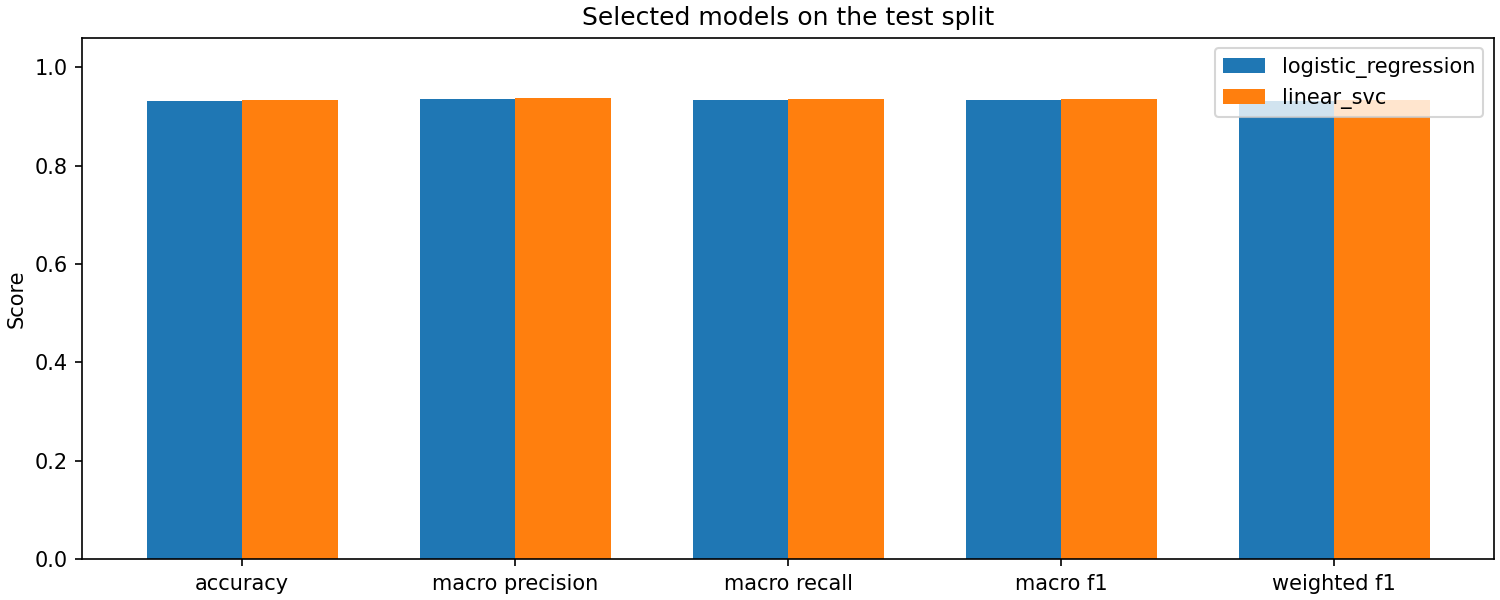 Selected models on the test split
logistic_regression
linear_svc
Score
1.0
0.8
0.6
0.4
0.2
0.0
accuracy
macro precision
macro recall
macro f1
weighted f1